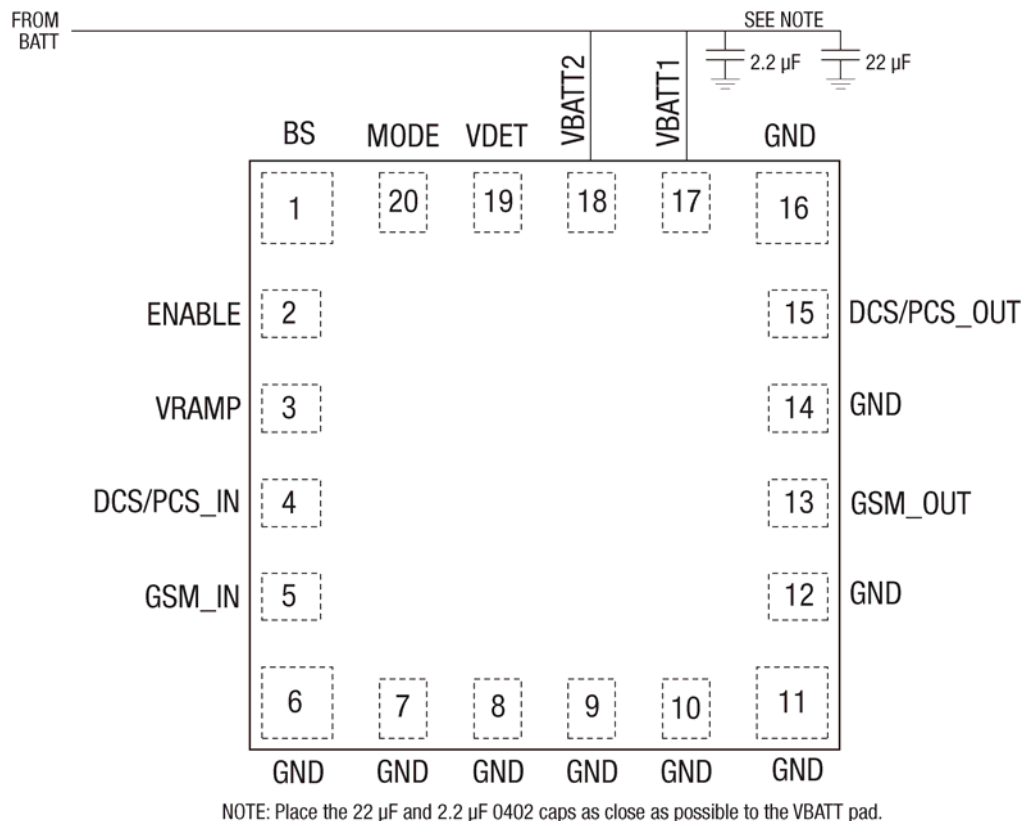 FROM
BATT
SEE NOTE
2.2 µF
22 µF
VBATT2
VBATT1
BS
MODE
VDET
GND
1
20
19
18
17
16
ENABLE
2
15
DCS/PCS_OUT
VRAMP
3
14
GND
DCS/PCS_IN
4
13
GSM_OUT
GSM_IN
5
12
GND
6
7
8
9
10
11
GND
GND
GND
GND
GND
GND
NOTE: Place the 22 µF and 2.2 µF 0402 caps as close as possible to the VBATT pad.